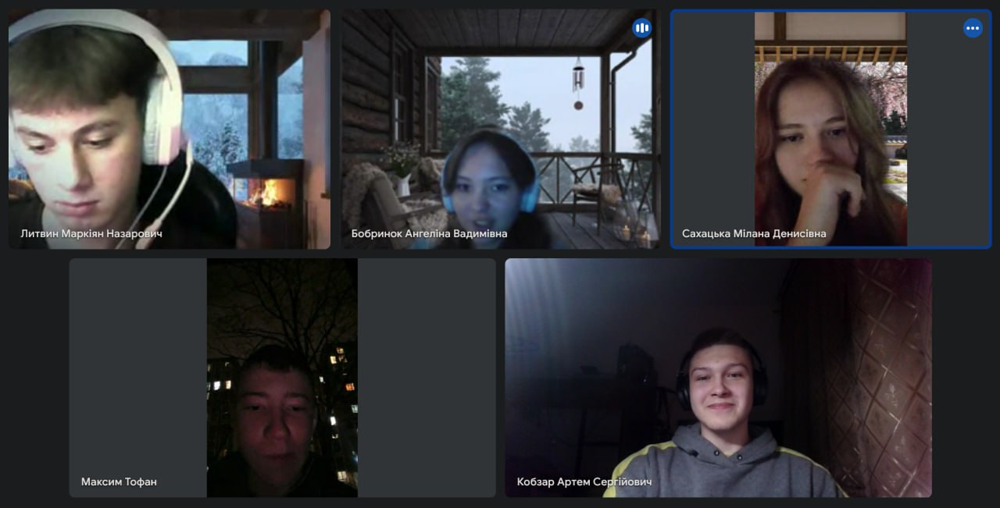 Литвин Маркіян Назарович
Бобринок Ангеліна Вадимівна
Сахацька Мілана Денисівна
Максим Тофан
Кобзар Артем Сергійович